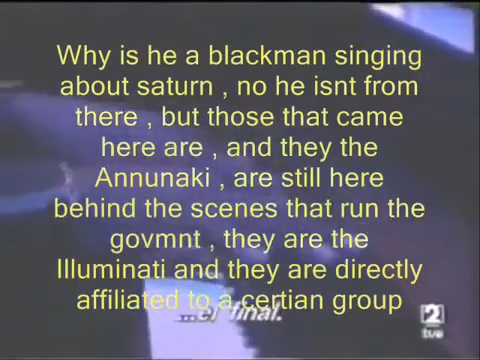 Why is he a blackman singing
about saturn , no he isnt from
there , but those that came
here are , and they the
Annunaki , are still here
behind the scenes that run the
govmnt , they are the
Illuminati and they are directly
affiliated to a certian group
...el final.
2
tve